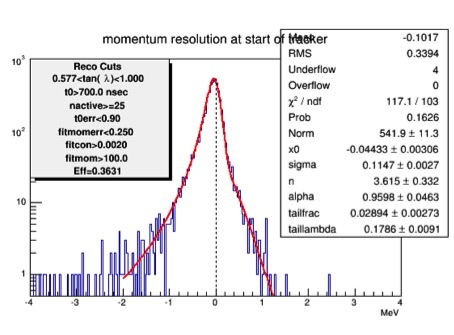 momentum resolution at start of tracker
-0.1017
RMS 0.3394
Underflow 4
Overflow 0
χ² / ndf 117.1 / 103
Prob 0.1626
Norm 541.9 ± 11.3
x0 -0.04433 ± 0.00306
sigma 0.1147 ± 0.0027
n 3.615 ± 0.332
alpha 0.9598 ± 0.0463
tailfrac 0.02894 ± 0.00273
taillambda 0.1786 ± 0.0091
Reco Cuts
0.577<tan( λ)<1.000
t0>700.0 nsec
nactive>=25
t0err<0.90
fitmomerr<0.250
fitcon>0.0020
fitmom>100.0
Eff=0.3631
10³
10²
10
1
-4 -3 -2 -1 0 1 2 3 4
MeV